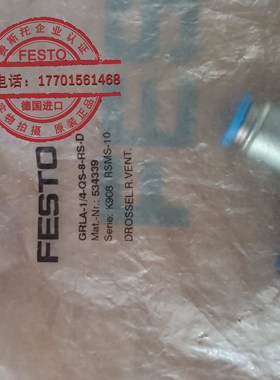 FESTO
电话：17701561468
德国进口
FESTO
GRLA-1/4-QS-8-RS-D
Mat.-Nr.: 534339
Serie: K908 RSMS-10
DROSSEL R.VENT.